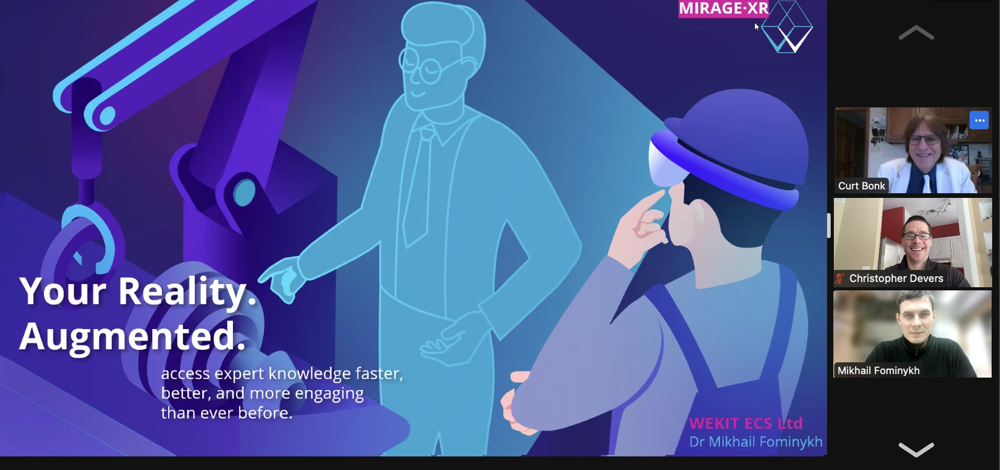 MIRAGE·XR
Your Reality.
Augmented.
access expert knowledge faster,
better, and more engaging
than ever before.
WEKIT ECS Ltd
Dr Mikhail Fominykh
Curt Bonk
Christopher Devers
Mikhail Fominykh